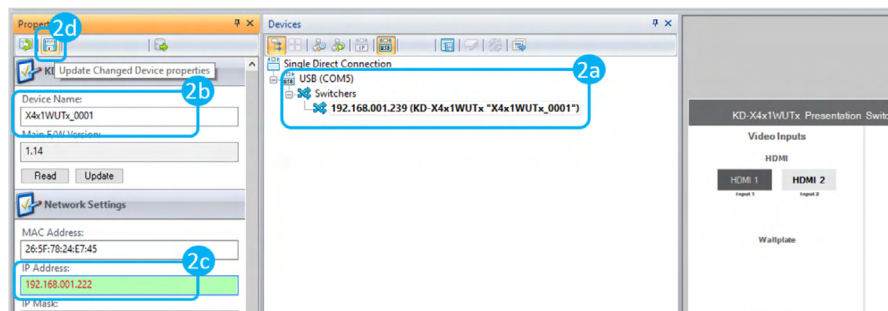 Propert
2d
Update Changed Device properties
2b
Device Name:
X4x1WUTx_0001
Main F/W Version:
1.14
Read Update
Network Settings
MAC Address:
26:5F:78:24:E7:45
IP Address:
2c
192.168.001.222
IP Mask:
Devices
Single Direct Connection
2a
USB (COM5)
Switchers
192.168.001.239 (KD-X4x1WUTx "X4x1WUTx_0001")
KD-X4x1WUTx Presentation Switc
Video Inputs
HDMI
HDMI 1 HDMI 2
Input 1 Input 2
Wallplate